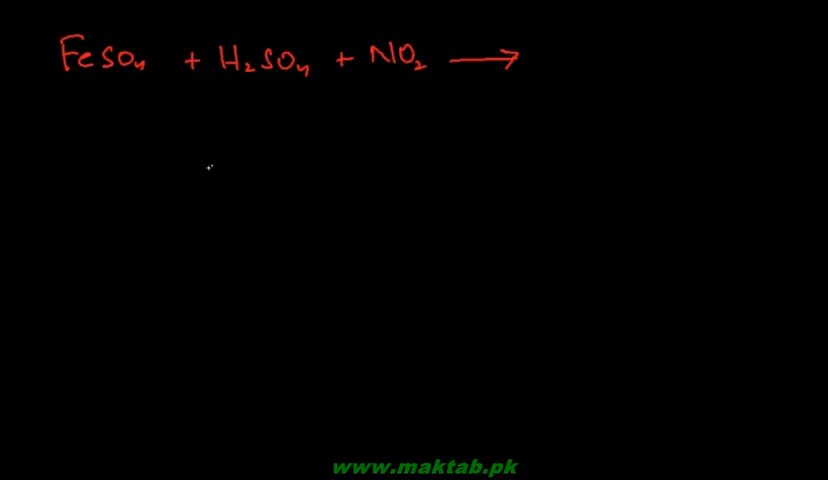 FeSO₄ + H₂SO₄ + NO₂ ⟶
www.maktab.pk